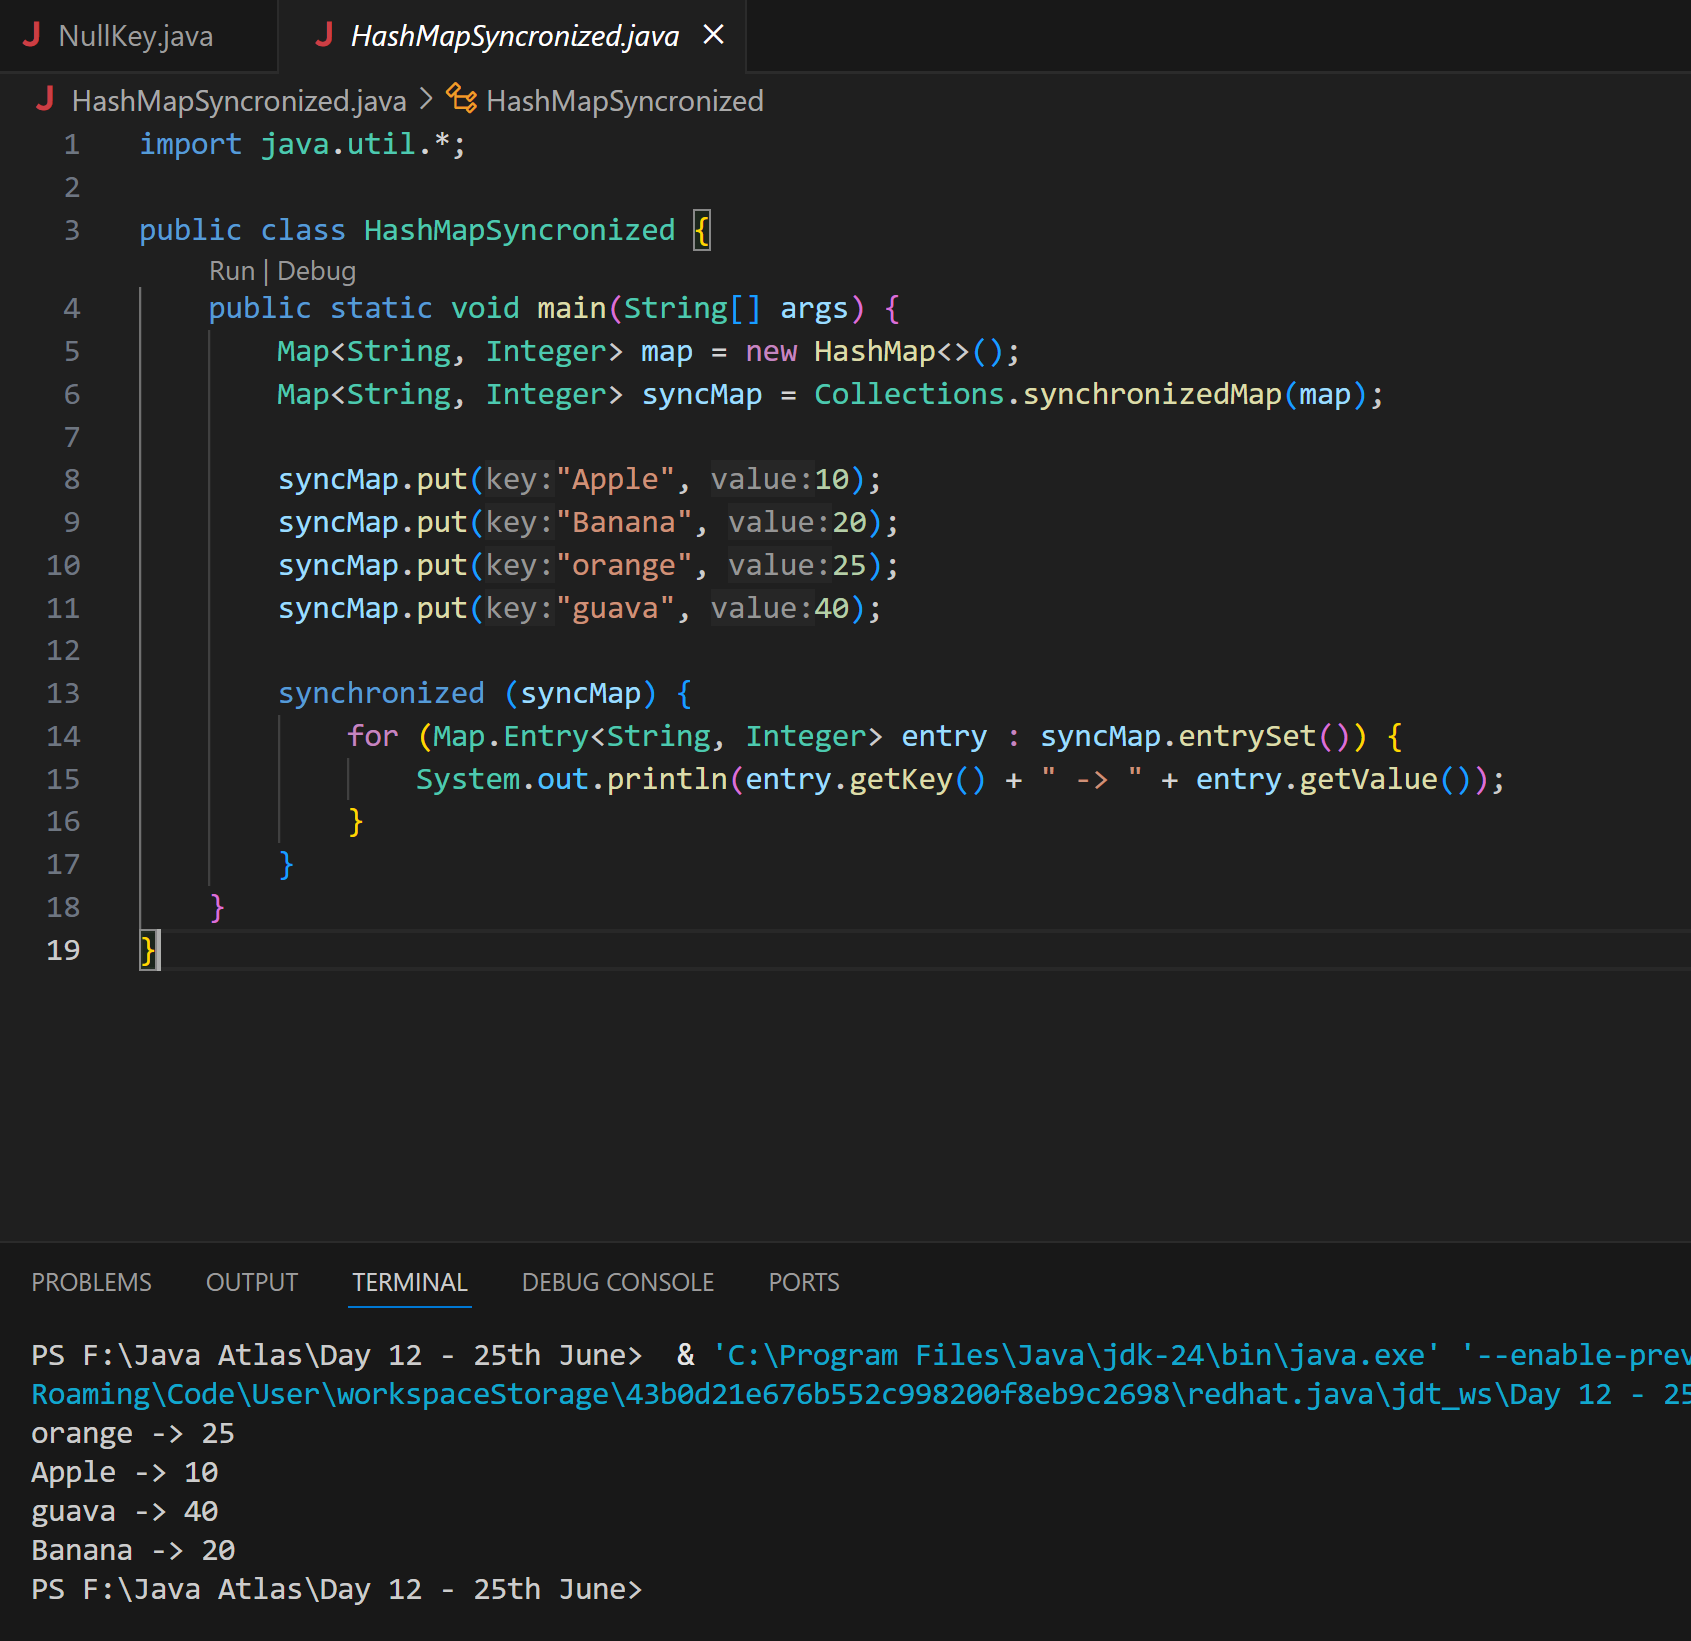 NullKey.java HashMapSyncronized.java
HashMapSyncronized.java > HashMapSyncronized
1 import java.util.*;
2
3 public class HashMapSyncronized {
Run | Debug
4 public static void main(String[] args) {
5 Map<String, Integer> map = new HashMap<>();
6 Map<String, Integer> syncMap = Collections.synchronizedMap(map);
7
8 syncMap.put(key:"Apple", value:10);
9 syncMap.put(key:"Banana", value:20);
10 syncMap.put(key:"orange", value:25);
11 syncMap.put(key:"guava", value:40);
12
13 synchronized (syncMap) {
14 for (Map.Entry<String, Integer> entry : syncMap.entrySet()) {
15 System.out.println(entry.getKey() + " -> " + entry.getValue());
16 }
17 }
18 }
19 }
PROBLEMS OUTPUT TERMINAL DEBUG CONSOLE PORTS
PS F:\Java Atlas\Day 12 - 25th June> & 'C:\Program Files\Java\jdk-24\bin\java.exe' '--enable-prev
Roaming\Code\User\workspaceStorage\43b0d21e676b552c998200f8eb9c2698\redhat.java\jdt_ws\Day 12 - 25
orange -> 25
Apple -> 10
guava -> 40
Banana -> 20
PS F:\Java Atlas\Day 12 - 25th June>